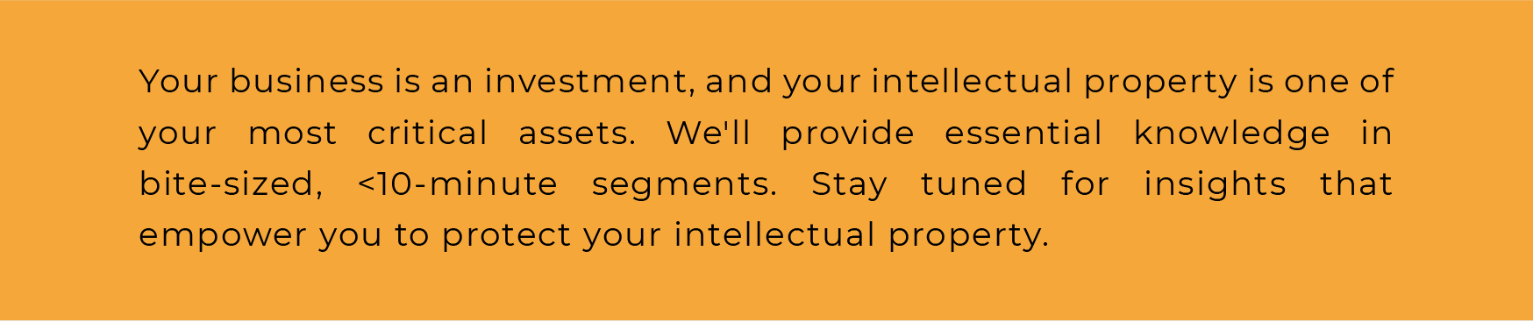 Your business is an investment, and your intellectual property is one of
your most critical assets. We'll provide essential knowledge in
bite-sized, <10-minute segments. Stay tuned for insights that
empower you to protect your intellectual property.